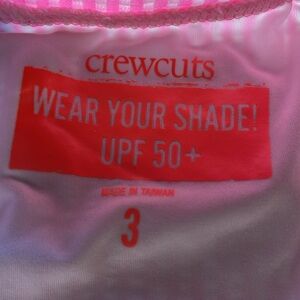 crewcuts
WEAR YOUR SHADE!
UPF 50+
MADE IN TAIWAN
3